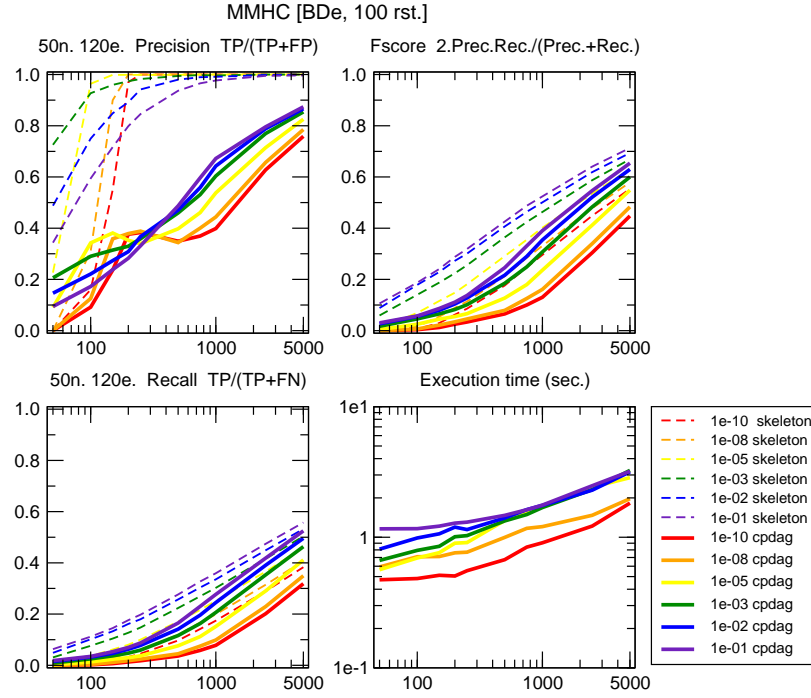 MMHC [BDe, 100 rst.]
50n. 120e. Precision TP/(TP+FP)
1.0
0.8
0.6
0.4
0.2
0.0
100
1000
5000
Fscore 2.Prec.Rec./(Prec.+Rec.)
1.0
0.8
0.6
0.4
0.2
0.0
100
1000
5000
50n. 120e. Recall TP/(TP+FN)
1.0
0.8
0.6
0.4
0.2
0.0
100
1000
5000
Execution time (sec.)
1e1
1
1e-1
100
1000
5000
1e-10 skeleton
1e-08 skeleton
1e-05 skeleton
1e-03 skeleton
1e-02 skeleton
1e-01 skeleton
1e-10 cpdag
1e-08 cpdag
1e-05 cpdag
1e-03 cpdag
1e-02 cpdag
1e-01 cpdag